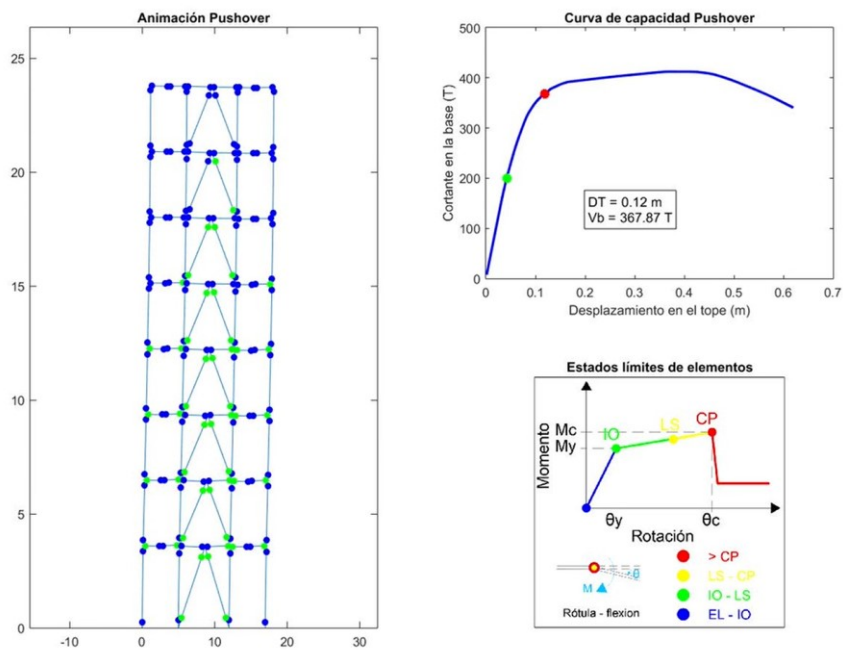 Animación Pushover
25
20
15
10
5
0
-10
0
10
20
30
Curva de capacidad Pushover
Cortante en la base (T)
500
400
300
200
100
0
DT = 0.12 m
Vb = 367.87 T
0
0.1
0.2
0.3
0.4
0.5
0.6
0.7
Desplazamiento en el tope (m)
Estados límites de elementos
Momento
Mc
My
IO
LS
CP
θy
θc
Rotación
M
θ
Rótula - flexion
> CP
LS - CP
IO - LS
EL - IO